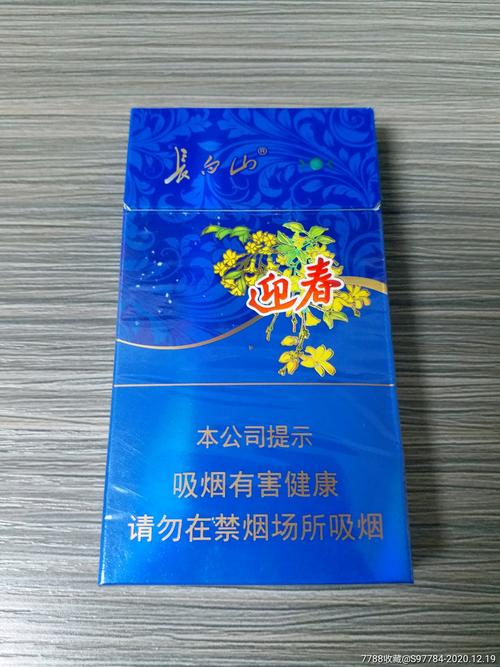 長白山®
迎春
本公司提示
吸烟有害健康
请勿在禁烟场所吸烟
7788收藏@S97784-2020.12.19